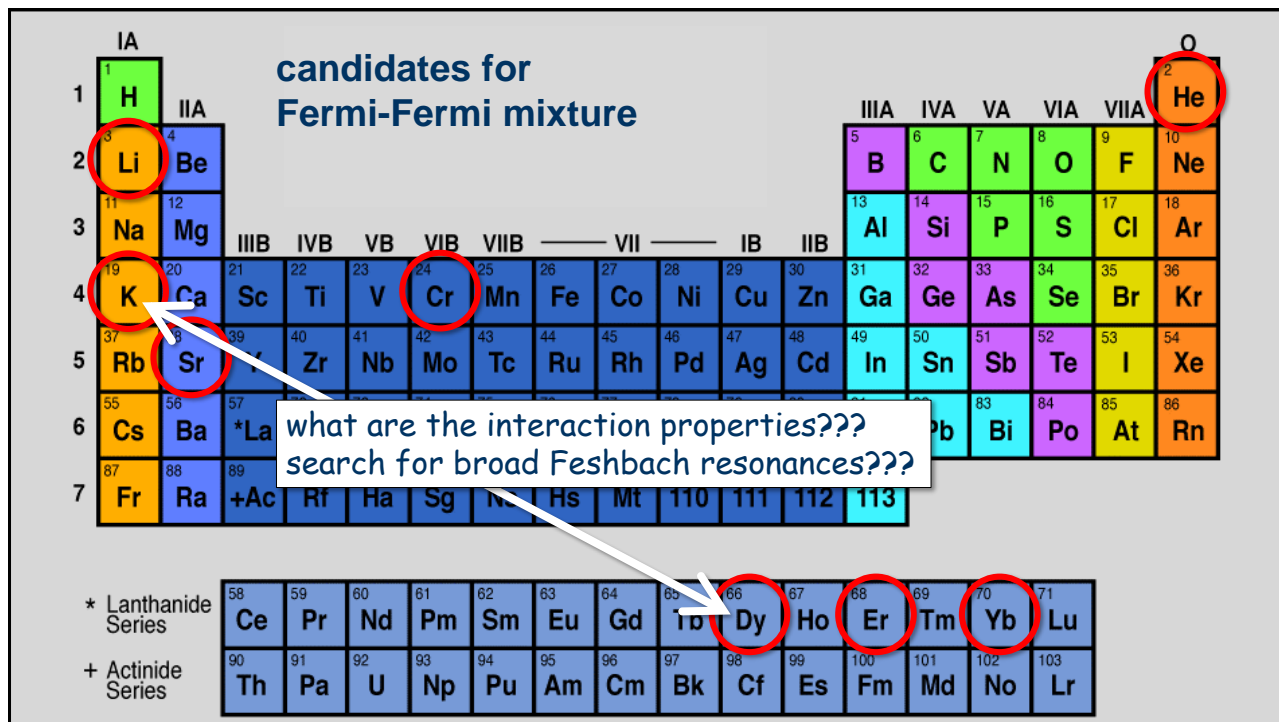 IA
O
candidates for
Fermi-Fermi mixture
1 1 H IIA IIIA IVA VA VIA VIIA 2 He
2 3 Li 4 Be 5 B 6 C 7 N 8 O 9 F 10 Ne
3 11 Na 12 Mg IIIB IVB VB VIB VIIB VII IB IIB 13 Al 14 Si 15 P 16 S 17 Cl 18 Ar
4 19 K 20 Ca 21 Sc 22 Ti 23 V 24 Cr 25 Mn 26 Fe 27 Co 28 Ni 29 Cu 30 Zn 31 Ga 32 Ge 33 As 34 Se 35 Br 36 Kr
5 37 Rb Sr 39 40 Zr 41 Nb 42 Mo 43 Tc 44 Ru 45 Rh 46 Pd 47 Ag 48 Cd 49 In 50 Sn 51 Sb 52 Te 53 I 54 Xe
6 55 Cs 56 Ba 57 *La 83 Bi 84 Po 85 At 86 Rn
what are the interaction properties???
search for broad Feshbach resonances???
7 87 Fr 88 Ra 89 +Ac Rf Ha Sg Hs Mt 110 111 112 113
* Lanthanide
Series
58 Ce 59 Pr 60 Nd 61 Pm 62 Sm 63 Eu 64 Gd 65 Tb 66 Dy 67 Ho 68 Er 69 Tm 70 Yb 71 Lu
+ Actinide
Series
90 Th 91 Pa 92 U 93 Np 94 Pu 95 Am 96 Cm 97 Bk 98 Cf 99 Es 100 Fm 101 Md 102 No 103 Lr